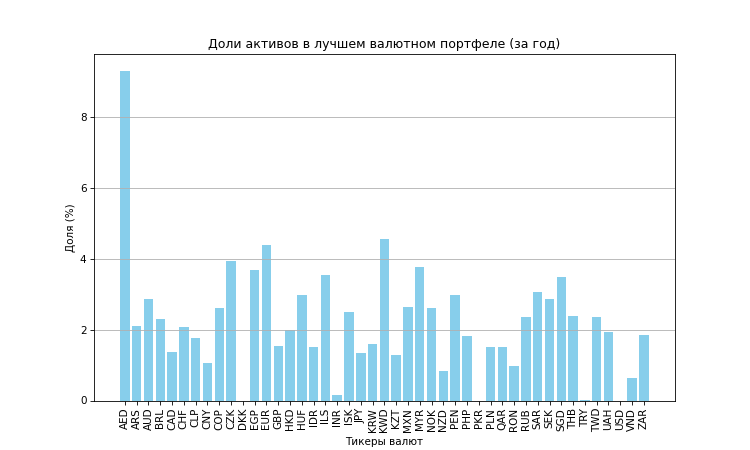 Доли активов в лучшем валютном портфеле (за год)
Доля (%)
8
6
4
2
0
AED ARS AUD BRL CAD CHF CLP CNY COP CZK DKK EGP EUR GBP HKD HUF IDR ILS INR ISK JPY KRW KWD KZT MXN MYR NOK NZD PEN PHP PKR PLN QAR RON RUB SAR SEK SGD THB TRY TWD UAH USD VND ZAR
Тикеры валют